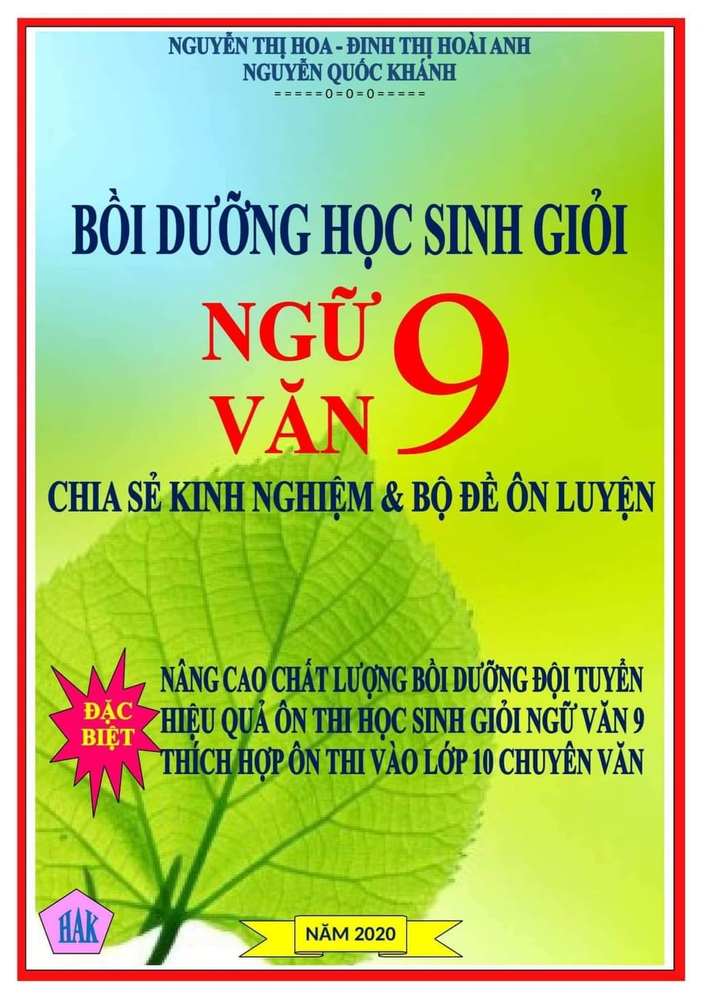 NGUYỄN THỊ HOA - ĐINH THỊ HOÀI ANH
NGUYỄN QUỐC KHÁNH
=====0=0=0=====
BỒI DƯỠNG HỌC SINH GIỎI
NGỮ
VĂN
9
CHIA SẺ KINH NGHIỆM & BỘ ĐỀ ÔN LUYỆN
ĐẶC
BIỆT
NÂNG CAO CHẤT LƯỢNG BỒI DƯỠNG ĐỘI TUYỂN
HIỆU QUẢ ÔN THI HỌC SINH GIỎI NGỮ VĂN 9
THÍCH HỢP ÔN THI VÀO LỚP 10 CHUYÊN VĂN
HAK
NĂM 2020